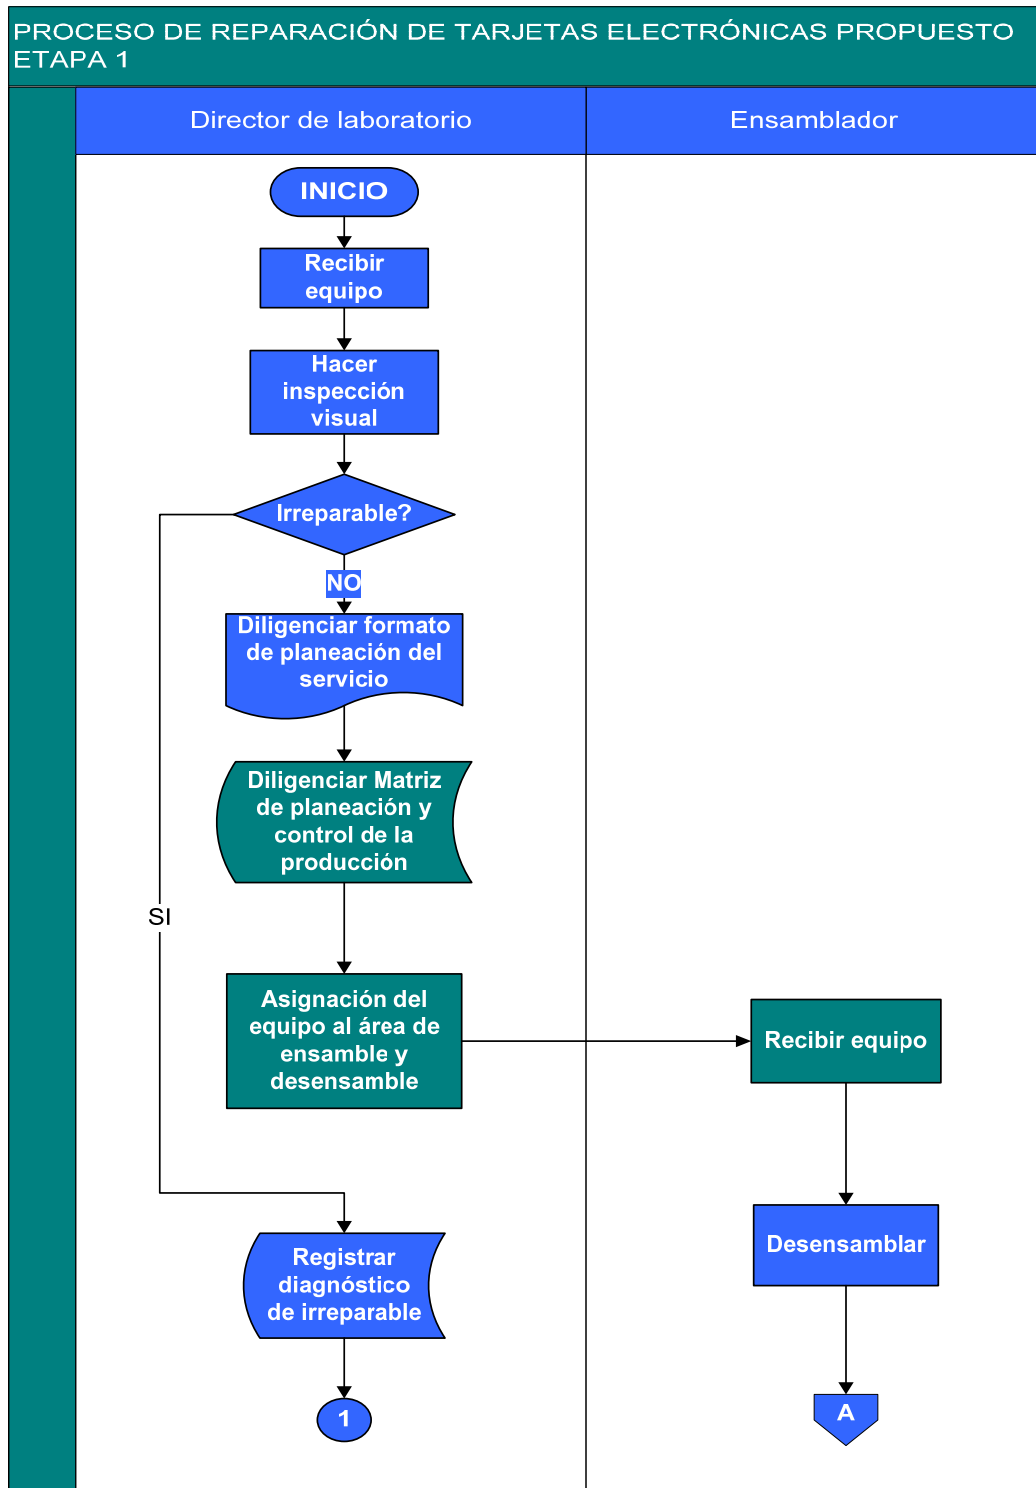 PROCESO DE REPARACIÓN DE TARJETAS ELECTRÓNICAS PROPUESTO
ETAPA 1
Director de laboratorio
Ensamblador
INICIO
Recibir
equipo
Hacer
inspección
visual
Irreparable?
NO
Diligenciar formato
de planeación del
servicio
Diligenciar Matriz
de planeación y
control de la
producción
SI
Asignación del
equipo al área de
ensamble y
desensamble
Recibir equipo
Desensamblar
Registrar
diagnóstico
de irreparable
1
A